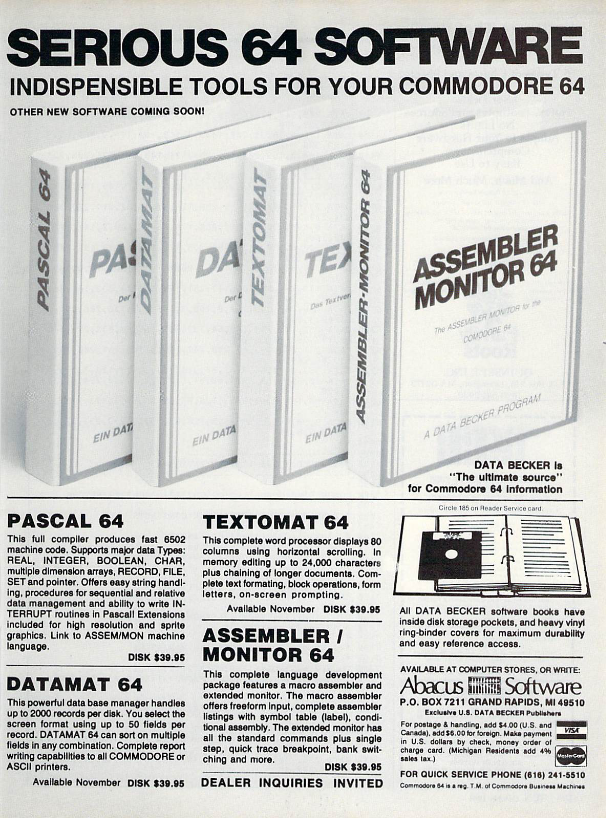 SERIOUS 64 SOFTWARE
INDISPENSIBLE TOOLS FOR YOUR COMMODORE 64
OTHER NEW SOFTWARE COMING SOON!
PASCAL 64
PAS
Der
EIN DATA
DATAMAT
DA
Der
EIN DATA
TEXTOMAT
TEX
Das Textver
EIN DATA
ASSEMBLER-MONITOR 64
ASSEMBLER
MONITOR 64
The ASSEMBLER MONITOR for the
COMODORE 64
A DATA BECKER PROGRAM
DATA BECKER is
"The ultimate source"
for Commodore 64 information
PASCAL 64
This full compiler produces fast 6502
machine code. Supports major data Types:
REAL, INTEGER, BOOLEAN, CHAR,
multiple dimension arrays, RECORD, FILE,
SET and pointer. Offers easy string handl-
ing, procedures for sequential and relative
data management and ability to write IN-
TERRUPT routines in Pascal! Extensions
included for high resolution and sprite
graphics. Link to ASSEM/MON machine
language.
DISK $39.95
DATAMAT 64
This powerful data base manager handles
up to 2000 records per disk. You select the
screen format using up to 50 fields per
record. DATAMAT 64 can sort on multiple
fields in any combination. Complete report
writing capabilities to all COMMODORE or
ASCII printers.
Available November DISK $39.95
TEXTOMAT 64
This complete word processor displays 80
columns using horizontal scrolling. In
memory editing up to 24,000 characters
plus chaining of longer documents. Com-
plete text formatting, block operations, form
letters, on-screen prompting.
Available November DISK $39.95
ASSEMBLER /
MONITOR 64
This complete language development
package features a macro assembler and
extended monitor. The macro assembler
offers freeform input, complete assembler
listings with symbol table (label), condi-
tional assembly. The extended monitor has
all the standard commands plus single
step, quick trace breakpoint, bank swit-
ching and more.
DISK $39.95
DEALER INQUIRIES INVITED
Circle 185 on Reader Service card.
All DATA BECKER software books have
inside disk storage pockets, and heavy vinyl
ring-binder covers for maximum durability
and easy reference access.
AVAILABLE AT COMPUTER STORES, OR WRITE:
Abacus Software
P.O. BOX 7211 GRAND RAPIDS, MI 49510
Exclusive U.S. DATA BECKER Publishers
For postage & handling, add $4.00 (U.S. and
Canada), add $6.00 for foreign. Make payment
in U.S. dollars by check, money order of
charge card. (Michigan Residents add 4%
sales tax.)
VISA
MasterCard
FOR QUICK SERVICE PHONE (616) 241-5510
Commodore 64 is a reg. T.M. of Commodore Business Machines